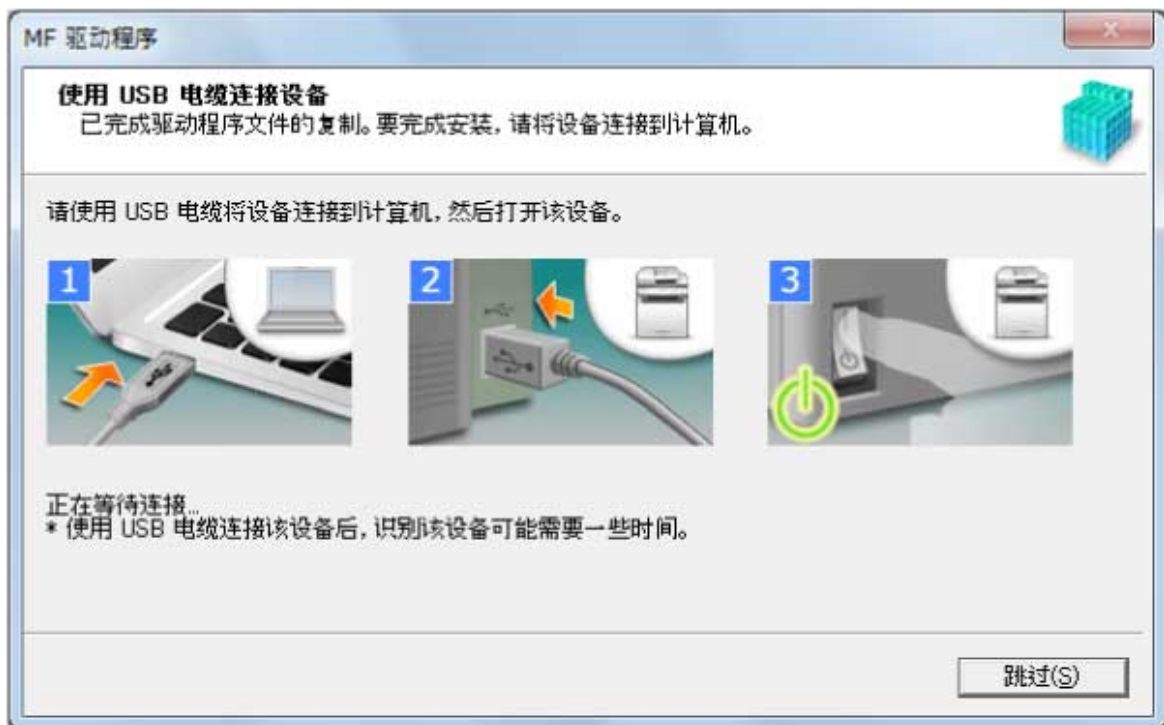 MF 驱动程序
使用 USB 电缆连接设备
已完成驱动程序文件的复制。要完成安装，请将设备连接到计算机。
请使用 USB 电缆将设备连接到计算机，然后打开该设备。
1
2
3
正在等待连接...
* 使用 USB 电缆连接该设备后，识别该设备可能需要一些时间。
跳过(S)